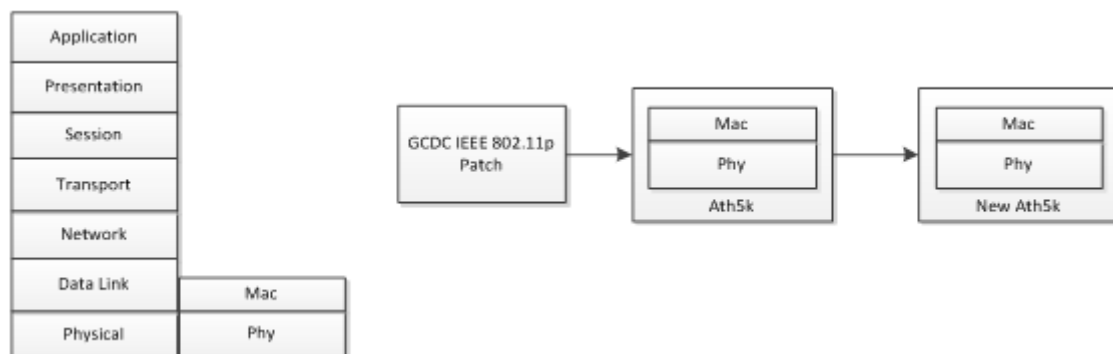 Application
Presentation
Session
Transport
Network
Data Link
Physical
Mac
Phy
GCDC IEEE 802.11p
Patch
Mac
Phy
Ath5k
Mac
Phy
New Ath5k